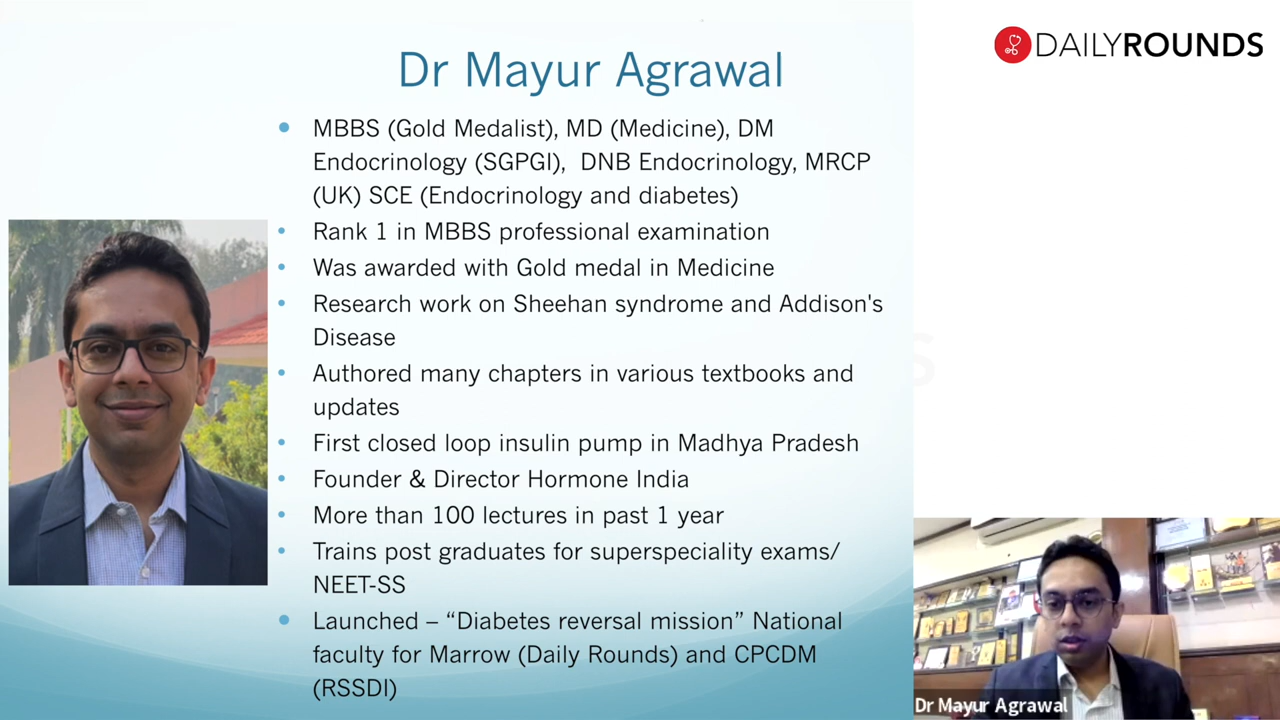 Dr Mayur Agrawal
DAILYROUNDS
• MBBS (Gold Medalist), MD (Medicine), DM
Endocrinology (SGPGI), DNB Endocrinology, MRCP
(UK) SCE (Endocrinology and diabetes)
• Rank 1 in MBBS professional examination
• Was awarded with Gold medal in Medicine
• Research work on Sheehan syndrome and Addison's
Disease
• Authored many chapters in various textbooks and
updates
• First closed loop insulin pump in Madhya Pradesh
• Founder & Director Hormone India
• More than 100 lectures in past 1 year
• Trains post graduates for superspeciality exams/
NEET-SS
• Launched – “Diabetes reversal mission” National
faculty for Marrow (Daily Rounds) and CPCDM
(RSSDI)
Dr Mayur Agrawal